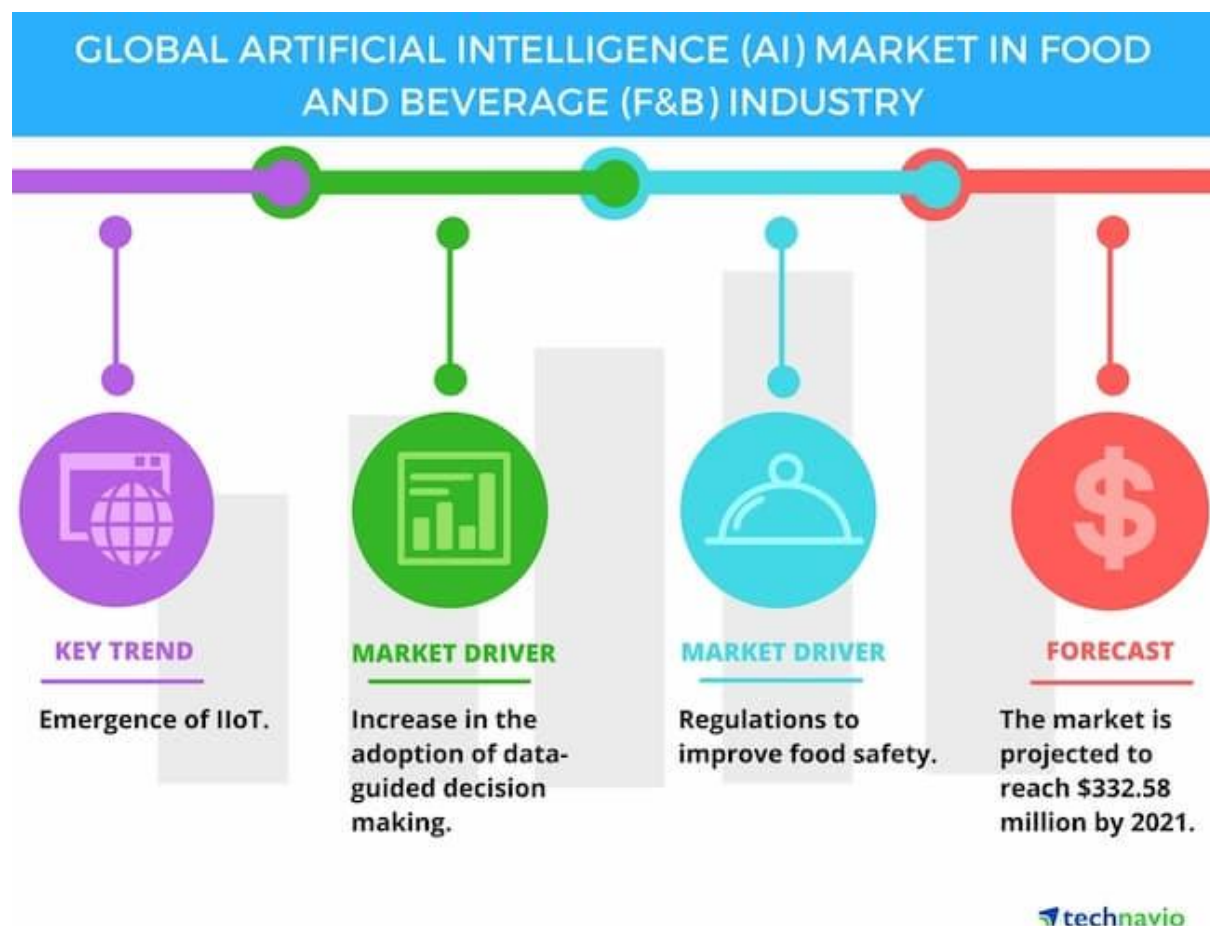 GLOBAL ARTIFICIAL INTELLIGENCE (AI) MARKET IN FOOD
AND BEVERAGE (F&B) INDUSTRY
KEY TREND
Emergence of IIoT.
MARKET DRIVER
Increase in the
adoption of data-
guided decision
making.
MARKET DRIVER
Regulations to
improve food safety.
FORECAST
The market is
projected to
reach $332.58
million by 2021.
technavio